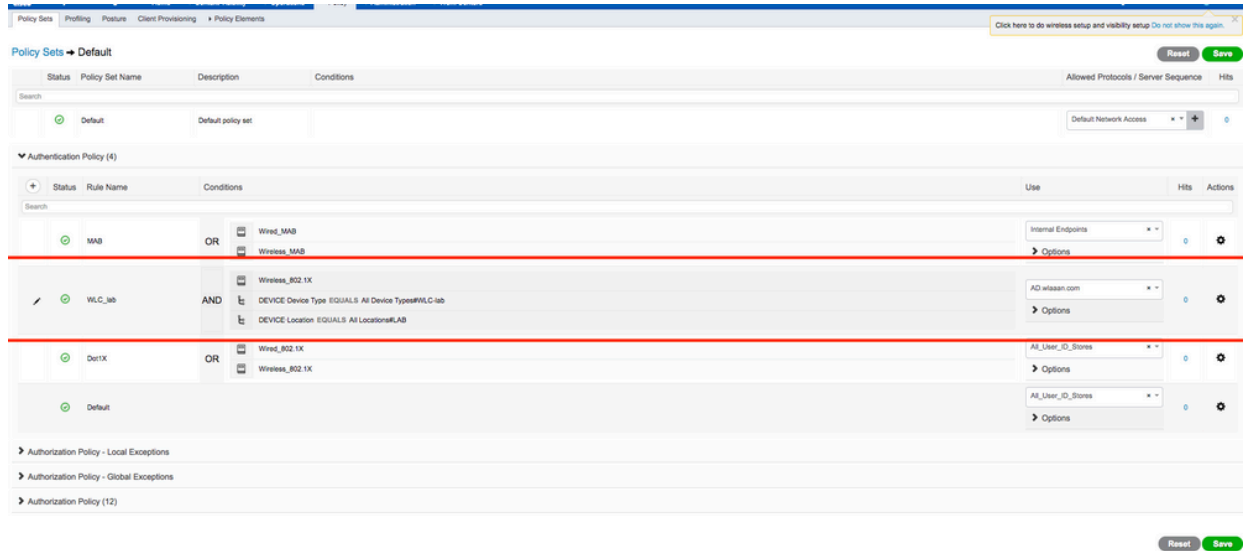 Policy Sets Profiling Posture Client Provisioning Policy Elements
Click here to do wireless setup and visibility setup Do not show this again.
Policy Sets → Default
Reset Save
Status Policy Set Name Description Conditions Allowed Protocols / Server Sequence Hits
Search
Default Default policy set Default Network Access × + 0
Authentication Policy (4)
+ Status Rule Name Conditions Use Hits Actions
Search
MAB OR Wired_MAB Internal Endpoints × 0
Wireless_MAB Options
WLC_lab AND Wireless_802.1X AD.wlaaan.com × 0
DEVICE Device Type EQUALS All Device Types#WLC-lab
DEVICE Location EQUALS All Locations#LAB Options
Dot1X OR Wired_802.1X All_User_ID_Stores × 0
Wireless_802.1X Options
Default All_User_ID_Stores × 0
Options
Authorization Policy - Local Exceptions
Authorization Policy - Global Exceptions
Authorization Policy (12)
Reset Save